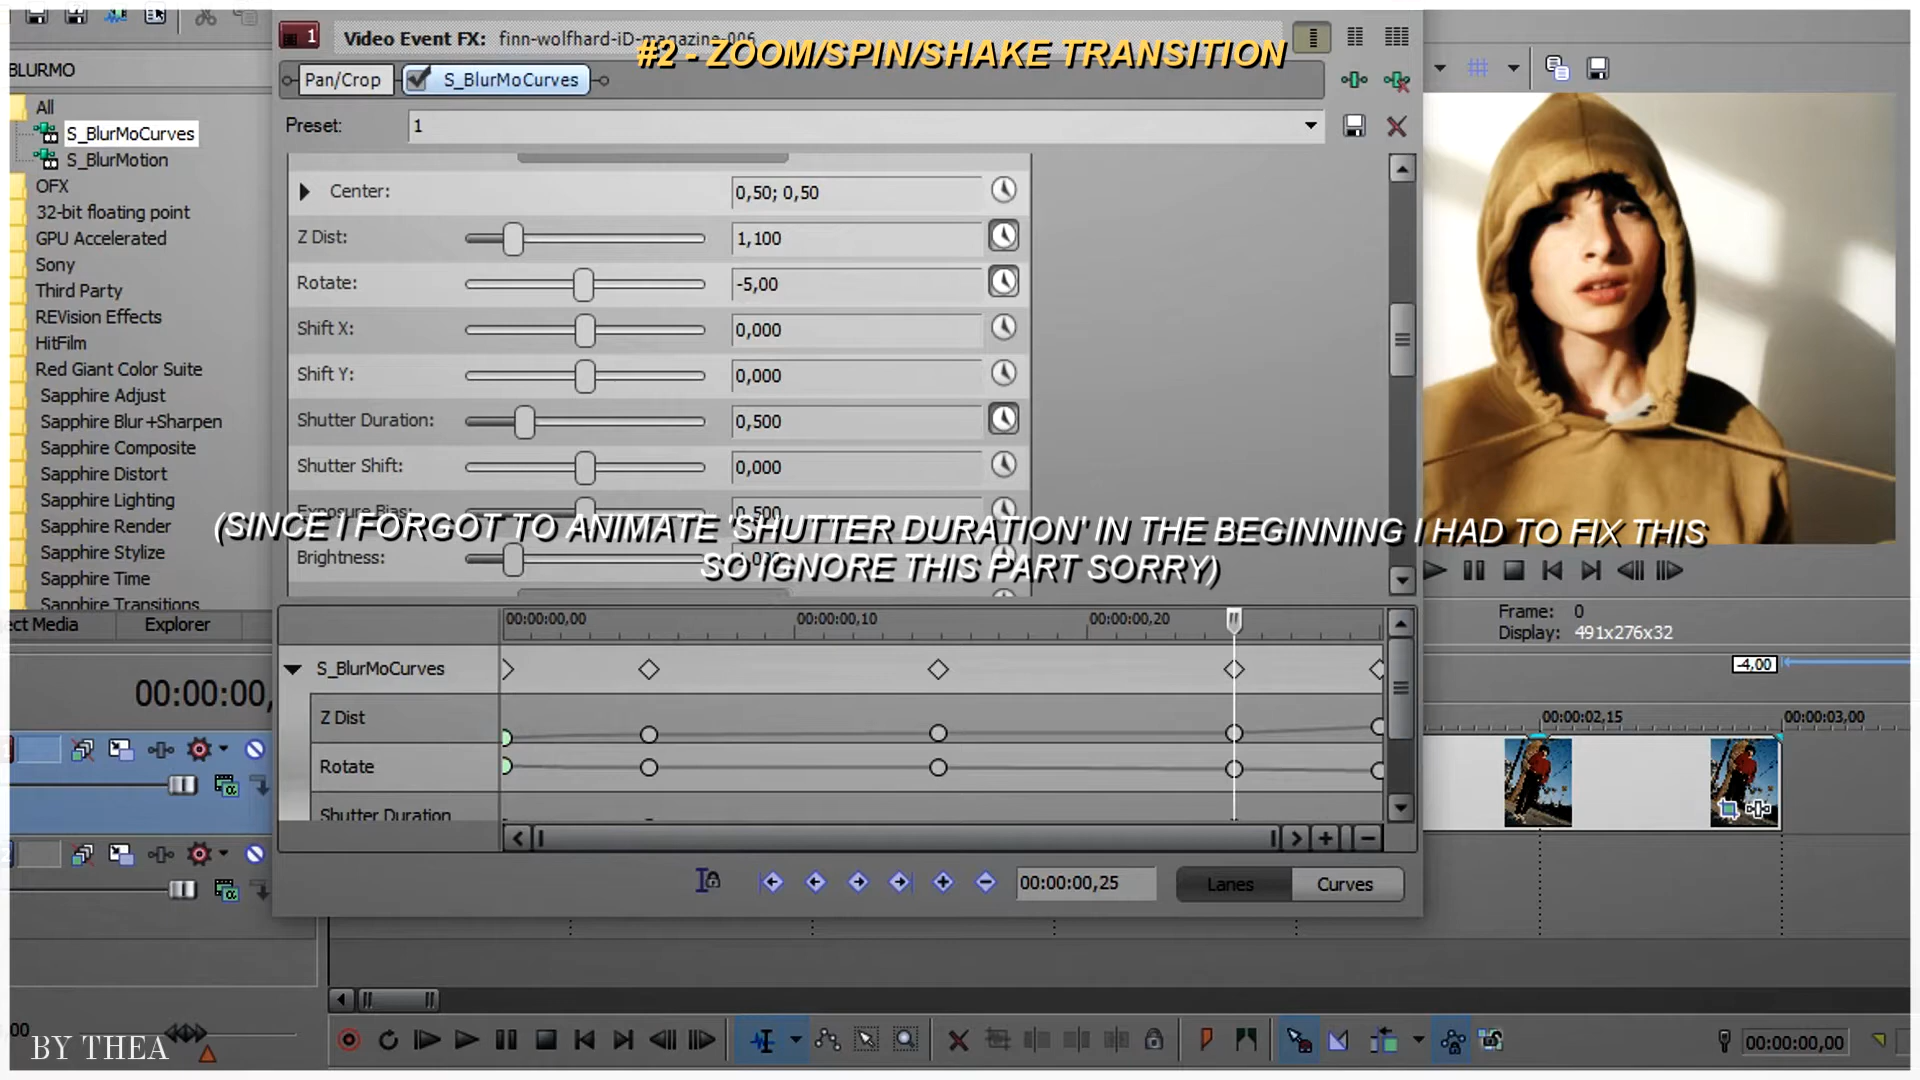 1
Video Event FX: finn-wolfhard-iD-magazine-006
#2 - ZOOM/SPIN/SHAKE TRANSITION
BLURMO
Pan/Crop
S_BlurMoCurves
Preset:
1
All
S_BlurMoCurves
S_BlurMotion
OFX
32-bit floating point
GPU Accelerated
Sony
Third Party
REVision Effects
HitFilm
Red Giant Color Suite
Sapphire Adjust
Sapphire Blur+Sharpen
Sapphire Composite
Sapphire Distort
Sapphire Lighting
Sapphire Render
Sapphire Stylize
Sapphire Time
Sapphire Transitions
ect Media
Explorer
Center: 0,50; 0,50
Z Dist: 1,100
Rotate: -5,00
Shift X: 0,000
Shift Y: 0,000
Shutter Duration: 0,500
Shutter Shift: 0,000
Exposure Bias: 0,500
Brightness:
(SINCE I FORGOT TO ANIMATE 'SHUTTER DURATION' IN THE BEGINNING I HAD TO FIX THIS
SO IGNORE THIS PART SORRY)
Frame: 0
Display: 491x276x32
00:00:00,00
00:00:00,10
00:00:00,20
S_BlurMoCurves
Z Dist
Rotate
Shutter Duration
00:00:00,25
Lanes
Curves
00:00:00,
-4,00
00:00:02,15
00:00:03,00
00
BY THEA
00:00:00,00